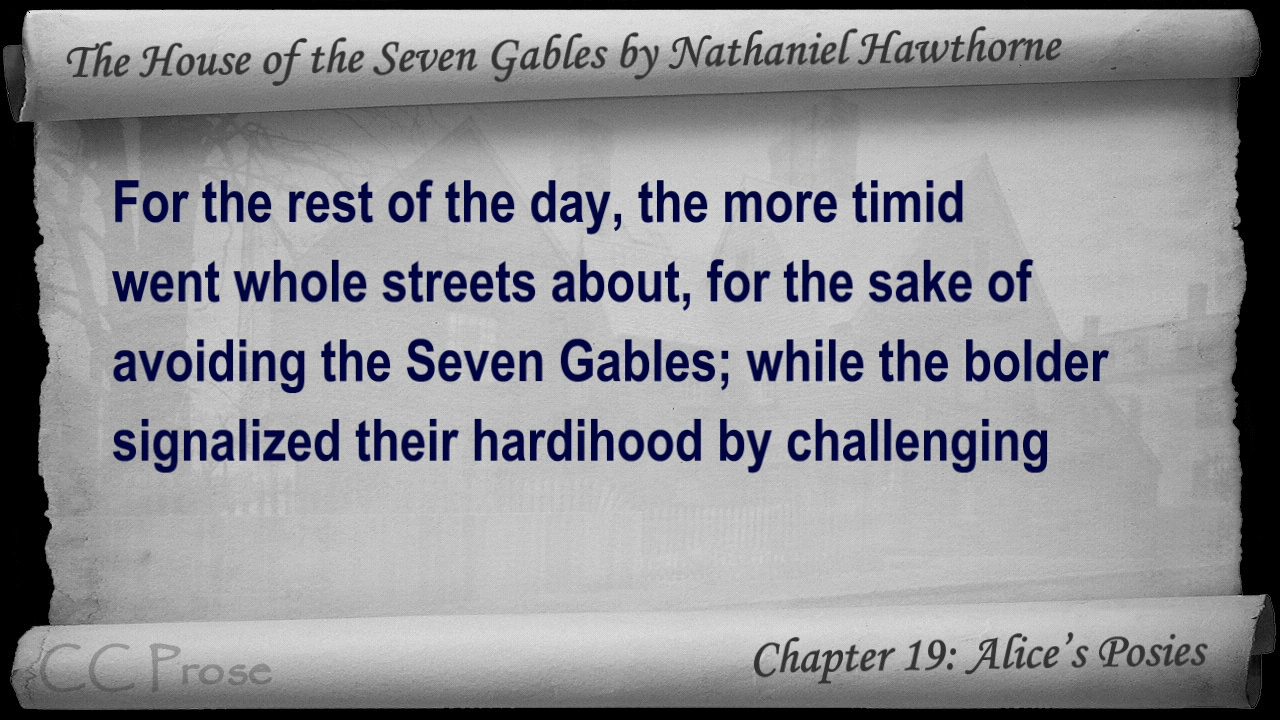 The House of the Seven Gables by Nathaniel Hawthorne
For the rest of the day, the more timid
went whole streets about, for the sake of
avoiding the Seven Gables; while the bolder
signalized their hardihood by challenging
CC Prose
Chapter 19: Alice's Posies